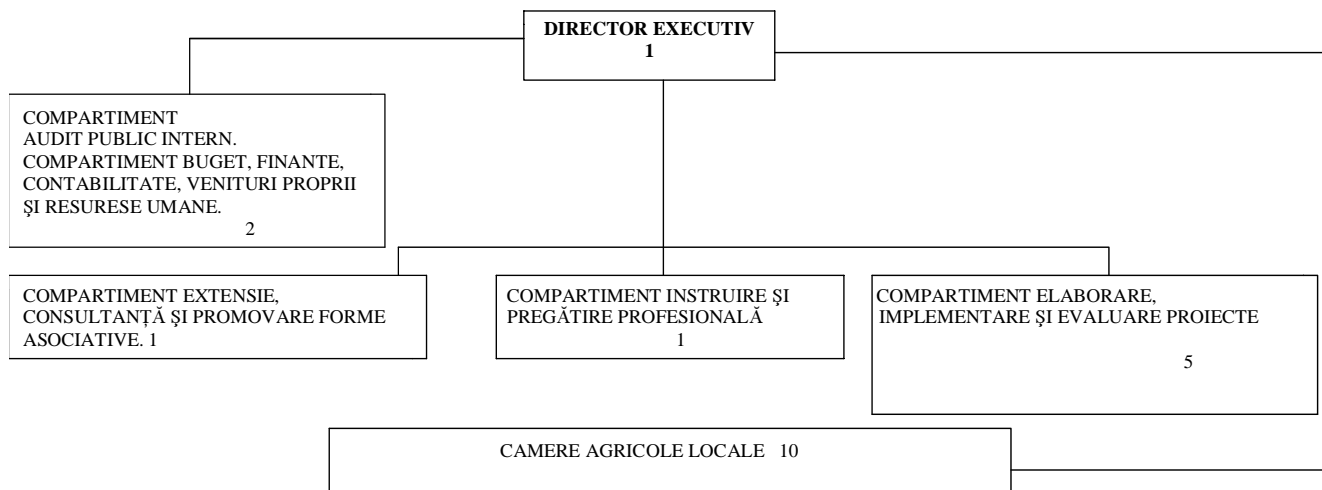 DIRECTOR EXECUTIV
1
COMPARTIMENT
AUDIT PUBLIC INTERN.
COMPARTIMENT BUGET, FINANTE,
CONTABILITATE, VENITURI PROPRII
ŞI RESURESE UMANE.
2
COMPARTIMENT EXTENSIE,
CONSULTANȚĂ ŞI PROMOVARE FORME
ASOCIATIVE. 1
COMPARTIMENT INSTRUIRE ŞI
PREGĂTIRE PROFESIONALĂ
1
COMPARTIMENT ELABORARE,
IMPLEMENTARE ŞI EVALUARE PROIECTE
5
CAMERE AGRICOLE LOCALE 10